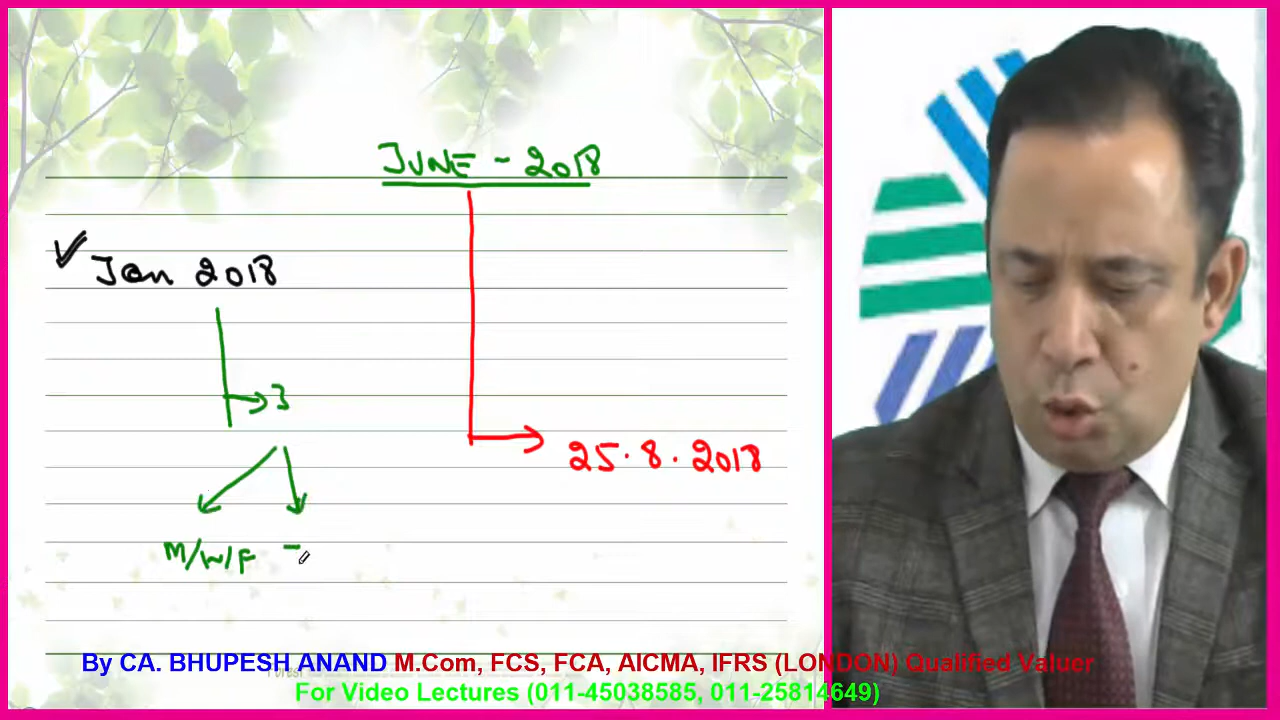 JUNE - 2018
✓ Jan 2018
3
25.8.2018
M/W/F
By CA. BHUPESH ANAND M.Com, FCS, FCA, AICMA, IFRS (LONDON) Qualified Valuer
For Video Lectures (011-45038585, 011-25814649)